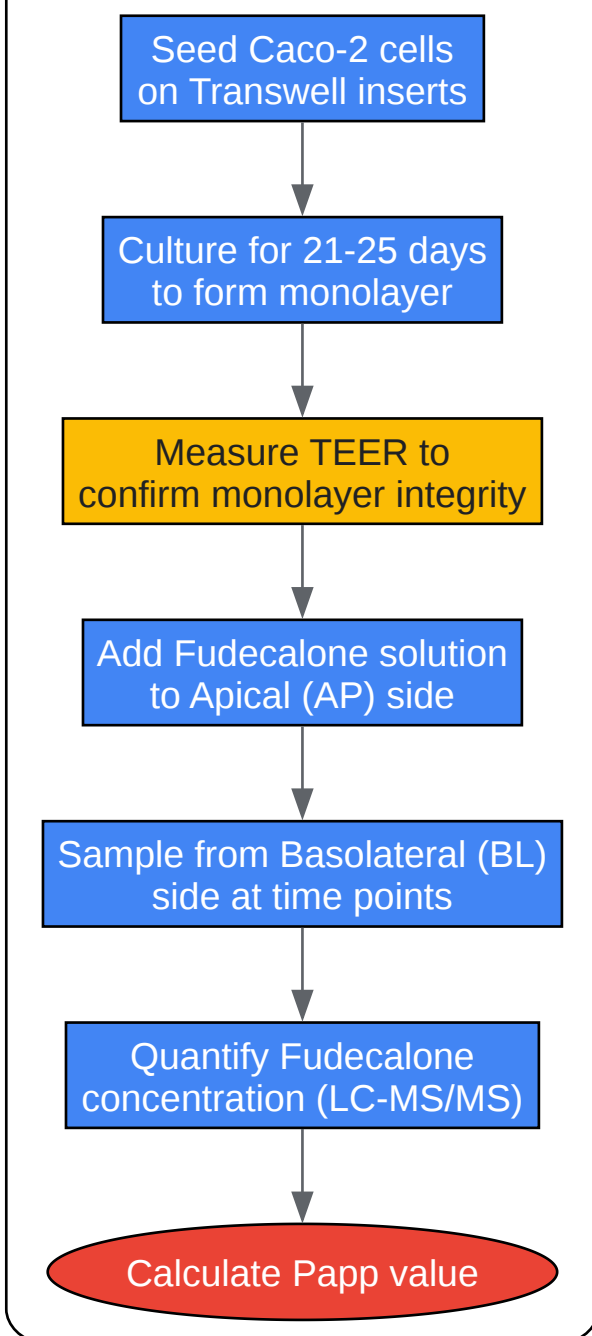 Seed Caco-2 cells
on Transwell inserts
Culture for 21-25 days
to form monolayer
Measure TEER to
confirm monolayer integrity
Add Fudecalone solution
to Apical (AP) side
Sample from Basolateral (BL)
side at time points
Quantify Fudecalone
concentration (LC-MS/MS)
Calculate Papp value